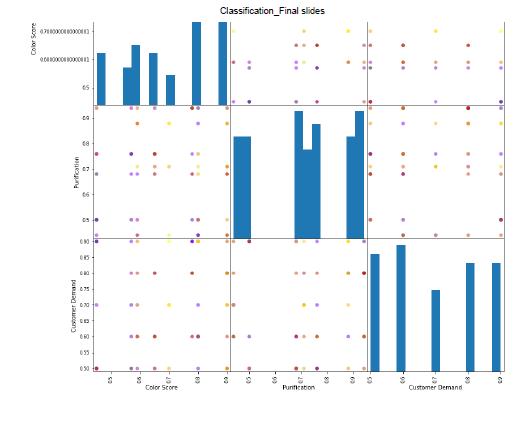 Classification_Final slides
Color Score
0.7000000000000001
0.6000000000000001
0.5
Purification
0.9
0.8
0.7
0.6
0.5
Customer Demand
0.90
0.85
0.80
0.75
0.70
0.65
0.60
0.55
0.50
0.5 0.6 0.7 0.8 0.9 0.5 0.6 0.7 0.8 0.9 0.5 0.6 0.7 0.8 0.9
Color Score Purification Customer Demand